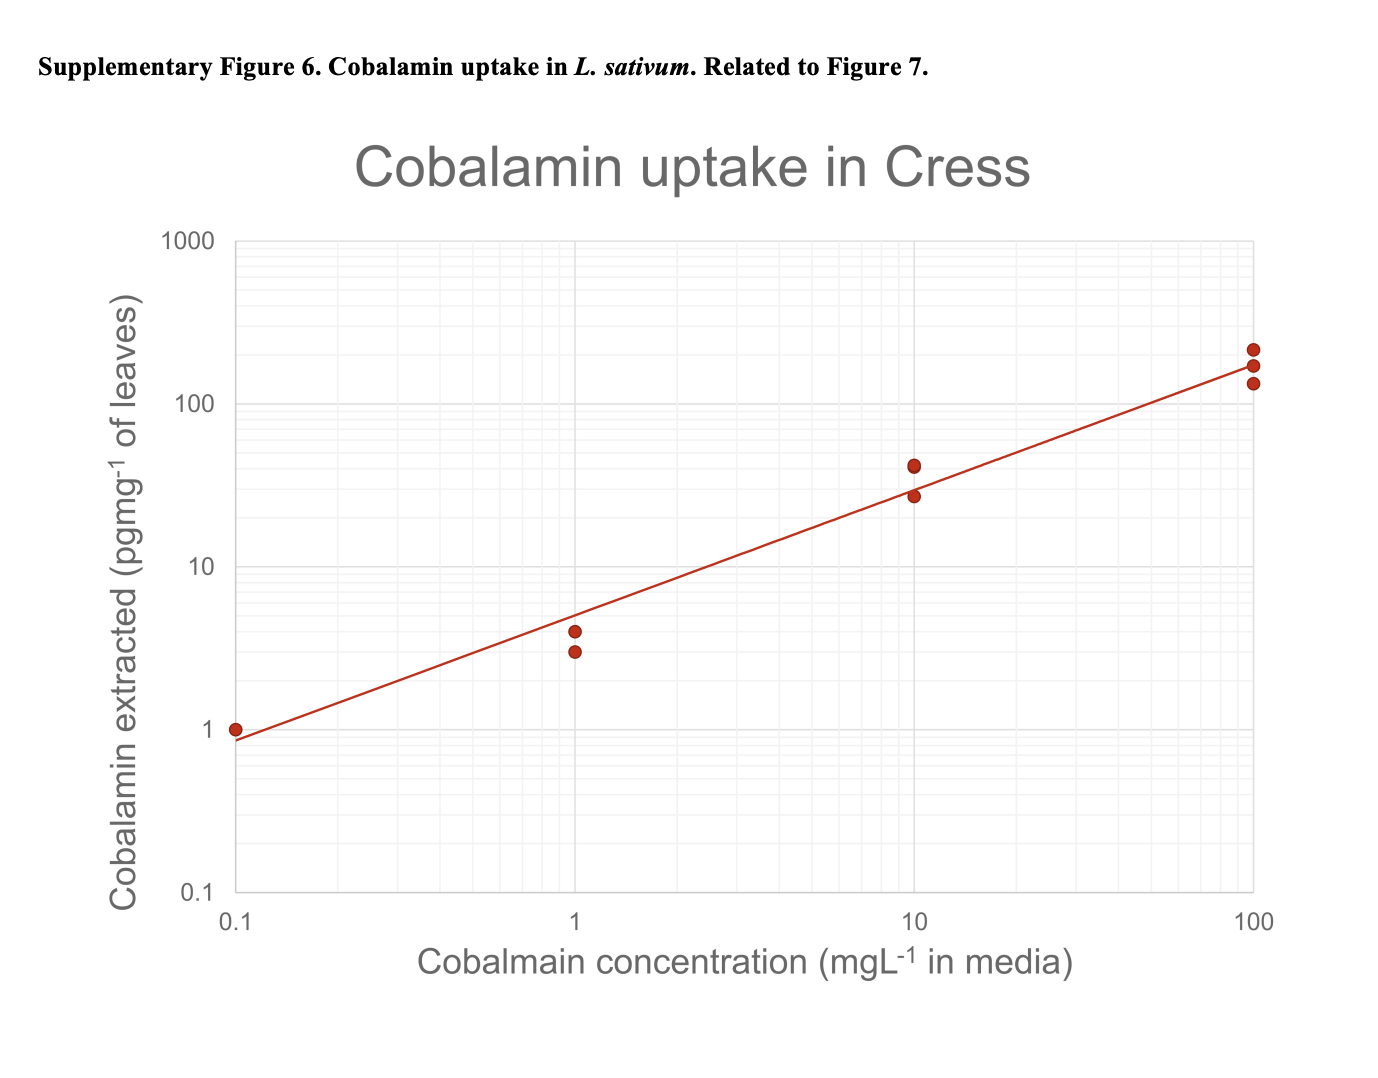 Supplementary Figure 6. Cobalamin uptake in L. sativum. Related to Figure 7.
Cobalamin uptake in Cress
Cobalamin extracted (pgmg-1 of leaves)
1000
100
10
1
0.1
0.1 1 10 100
Cobalmain concentration (mgL-1 in media)